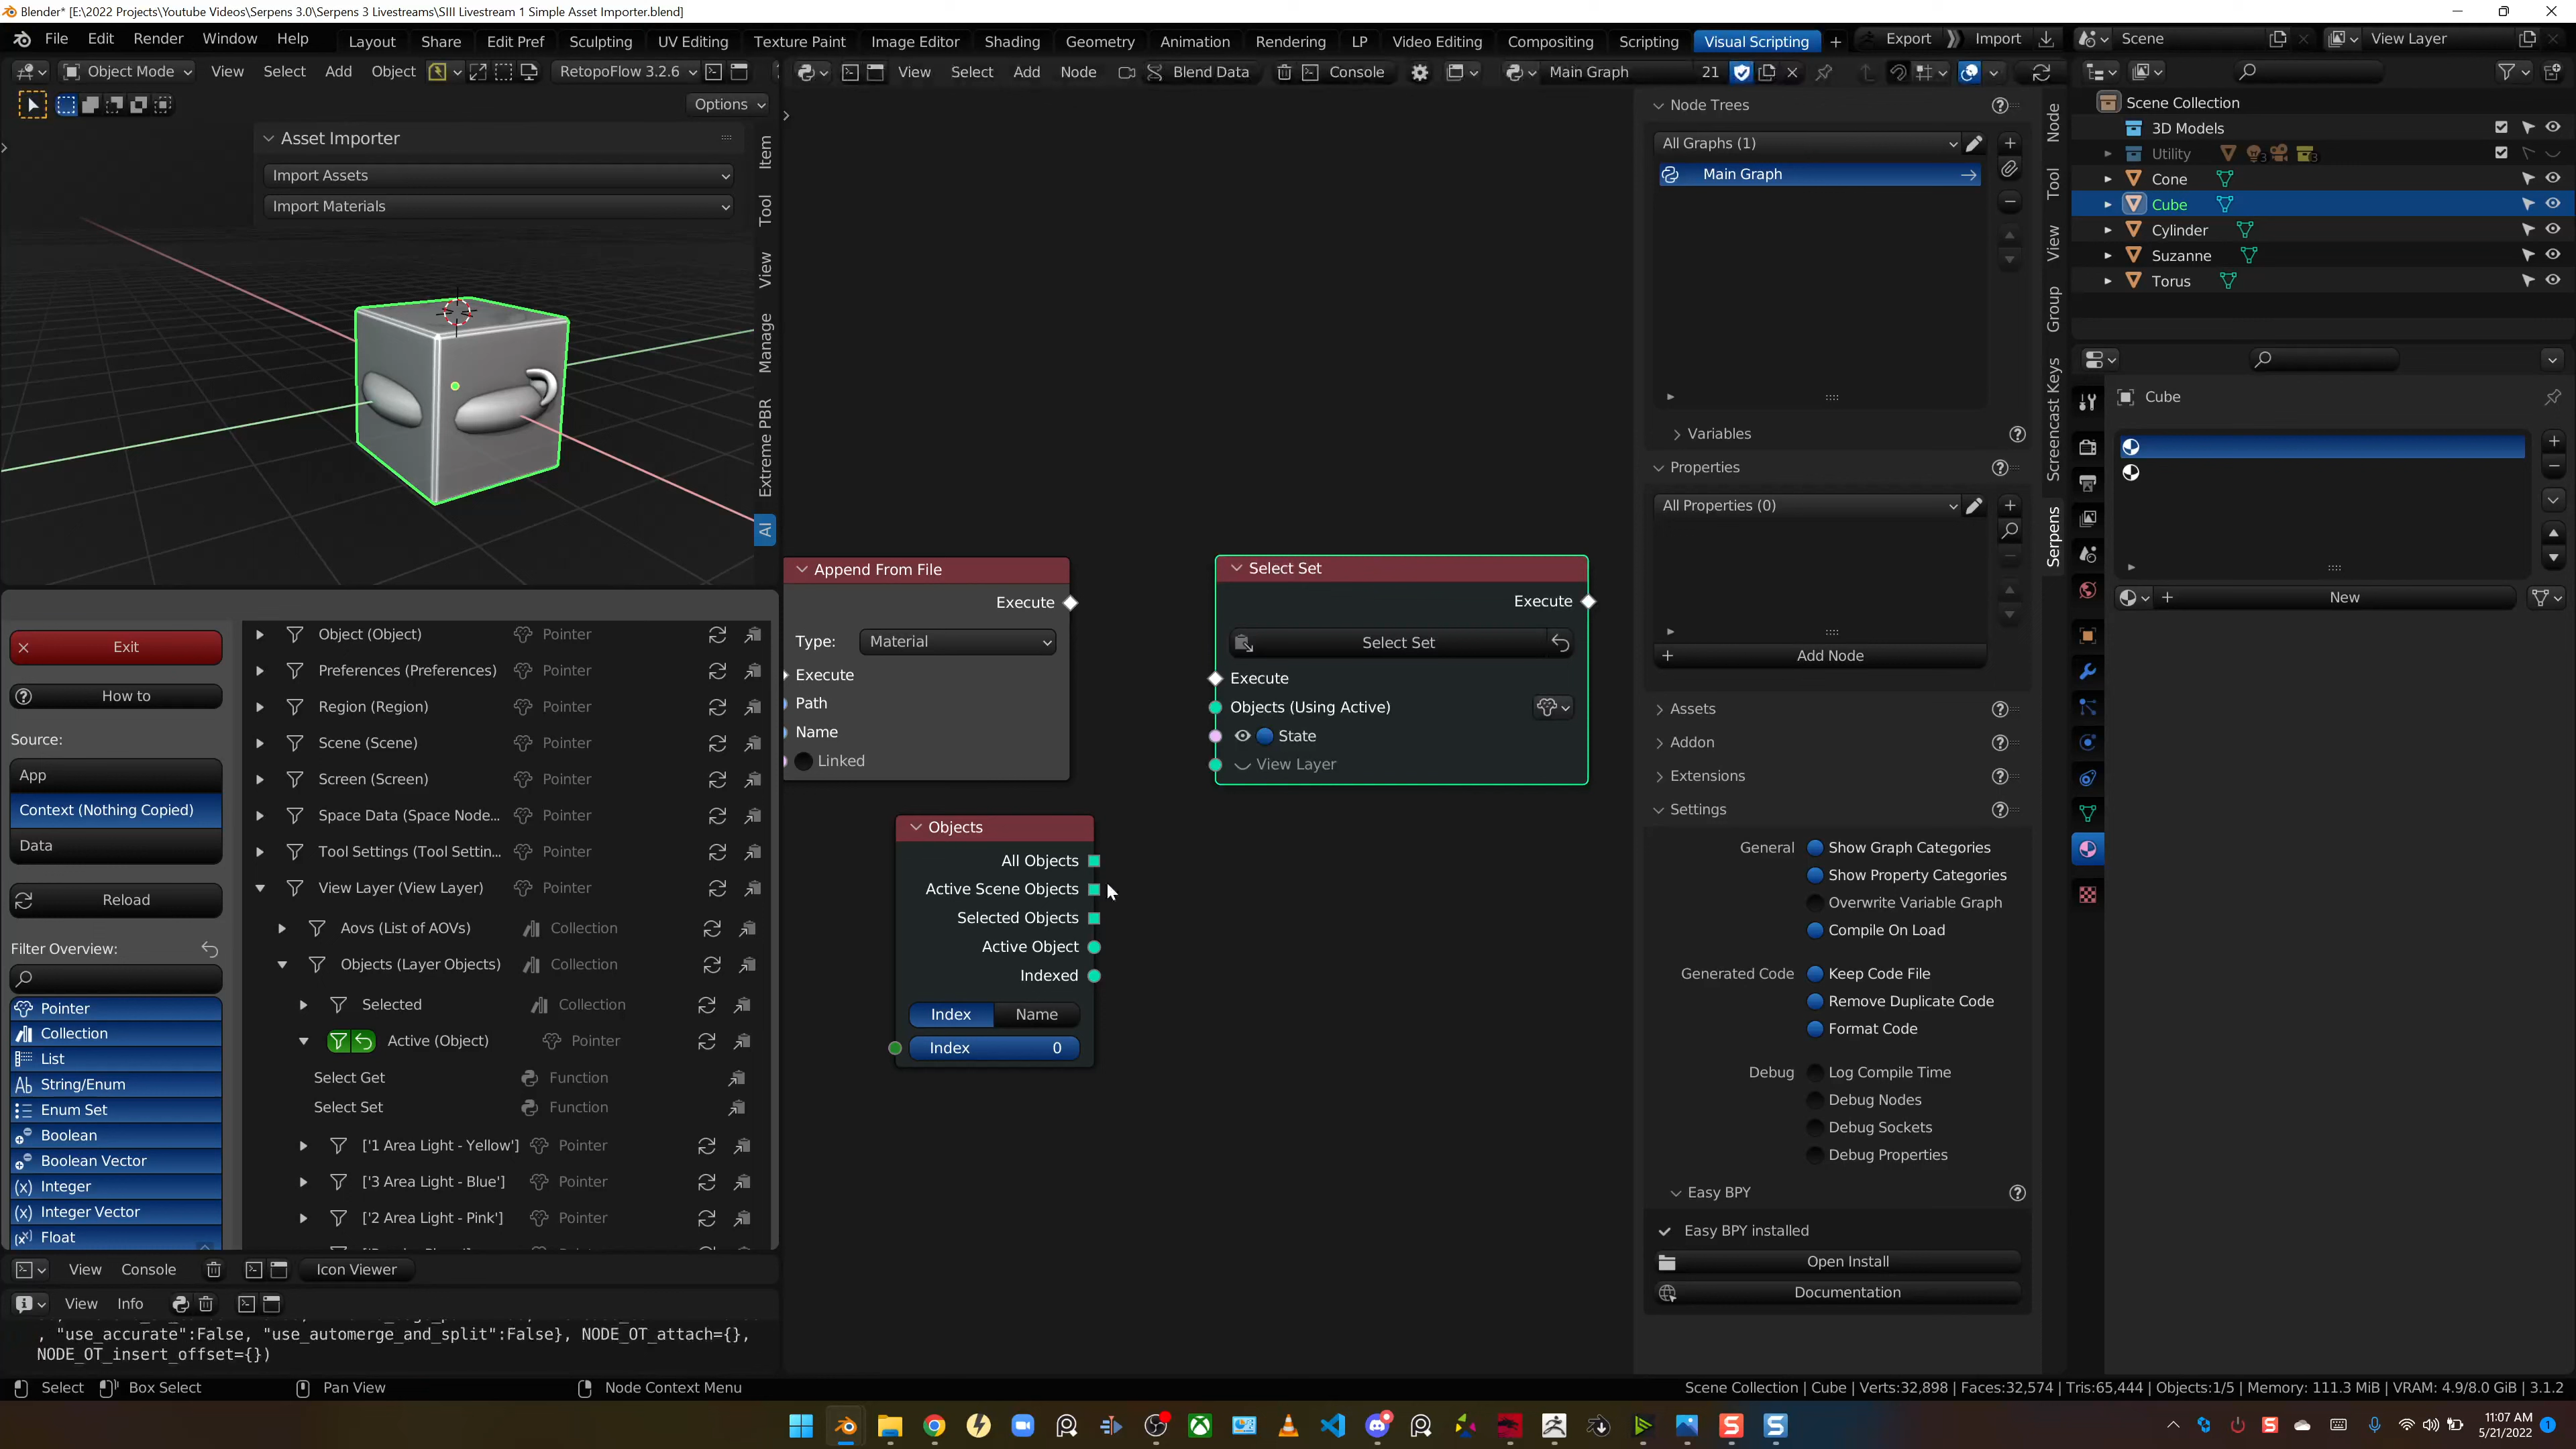 Blender* [E:\2022 Projects\Youtube Videos\Serpens 3.0\Serpens 3 Livestreams\SIII Livestream 1 Simple Asset Importer.blend]
File Edit Render Window Help Layout Share Edit Pref Sculpting UV Editing Texture Paint Image Editor Shading Geometry Animation Rendering LP Video Editing Compositing Scripting Visual Scripting + Export Import Scene View Layer
Object Mode View Select Add Object RetopoFlow 3.2.6 View Select Add Node Blend Data Console Main Graph 21
Options
Asset Importer
Import Assets
Import Materials
Item
Tool
View
Manage
Extreme PBR
AI
Append From File
Execute
Type: Material
Execute
Path
Name
Linked
Select Set
Execute
Select Set
Execute
Objects (Using Active)
State
View Layer
Objects
All Objects
Active Scene Objects
Selected Objects
Active Object
Indexed
Index Name
Index 0
Node Trees
All Graphs (1)
Main Graph
Variables
Properties
All Properties (0)
Add Node
Assets
Addon
Extensions
Settings
General Show Graph Categories
Show Property Categories
Overwrite Variable Graph
Compile On Load
Generated Code Keep Code File
Remove Duplicate Code
Format Code
Debug Log Compile Time
Debug Nodes
Debug Sockets
Debug Properties
Easy BPY
Easy BPY installed
Open Install
Documentation
Node
Tool
View
Group
Screencast Keys
Serpens
Scene Collection
3D Models
Utility 3 3
Cone
Cube
Cylinder
Suzanne
Torus
Cube
New
Exit
How to
Source:
App
Context (Nothing Copied)
Data
Reload
Filter Overview:
Pointer
Collection
List
String/Enum
Enum Set
Boolean
Boolean Vector
Integer
Integer Vector
Float
Object (Object) Pointer
Preferences (Preferences) Pointer
Region (Region) Pointer
Scene (Scene) Pointer
Screen (Screen) Pointer
Space Data (Space Node... Pointer
Tool Settings (Tool Settin... Pointer
View Layer (View Layer) Pointer
Aovs (List of AOVs) Collection
Objects (Layer Objects) Collection
Selected Collection
Active (Object) Pointer
Select Get Function
Select Set Function
['1 Area Light - Yellow'] Pointer
['3 Area Light - Blue'] Pointer
['2 Area Light - Pink'] Pointer
View Console Icon Viewer
View Info
, "use_accurate":False, "use_automerge_and_split":False}, NODE_OT_attach={},
NODE_OT_insert_offset={})
Select Box Select Pan View Node Context Menu
Scene Collection | Cube | Verts:32,898 | Faces:32,574 | Tris:65,444 | Objects:1/5 | Memory: 111.3 MiB | VRAM: 4.9/8.0 GiB | 3.1.2
11:07 AM
5/21/2022
1